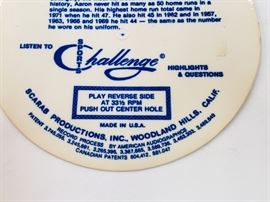 history, Aaron never hit as many as 50 home runs in a
single season. His highest home run total came in
1971 when he hit 47. He also hit 45 in 1962 and in 1957,
1963, 1966 and 1969 he hit 44 — the same as the number
he wore on his uniform.
LISTEN TO
SPORTS
Challenge ©
HIGHLIGHTS
& QUESTIONS
PLAY REVERSE SIDE
AT 33⅓ RPM
PUSH OUT CENTER HOLE
MADE IN U.S.A.
SCARAB PRODUCTIONS, INC., WOODLAND HILLS, CALIF.
RECORD PROCESS BY AMERICAN AUDIOGRAPHICS
CANADIAN PATENTS